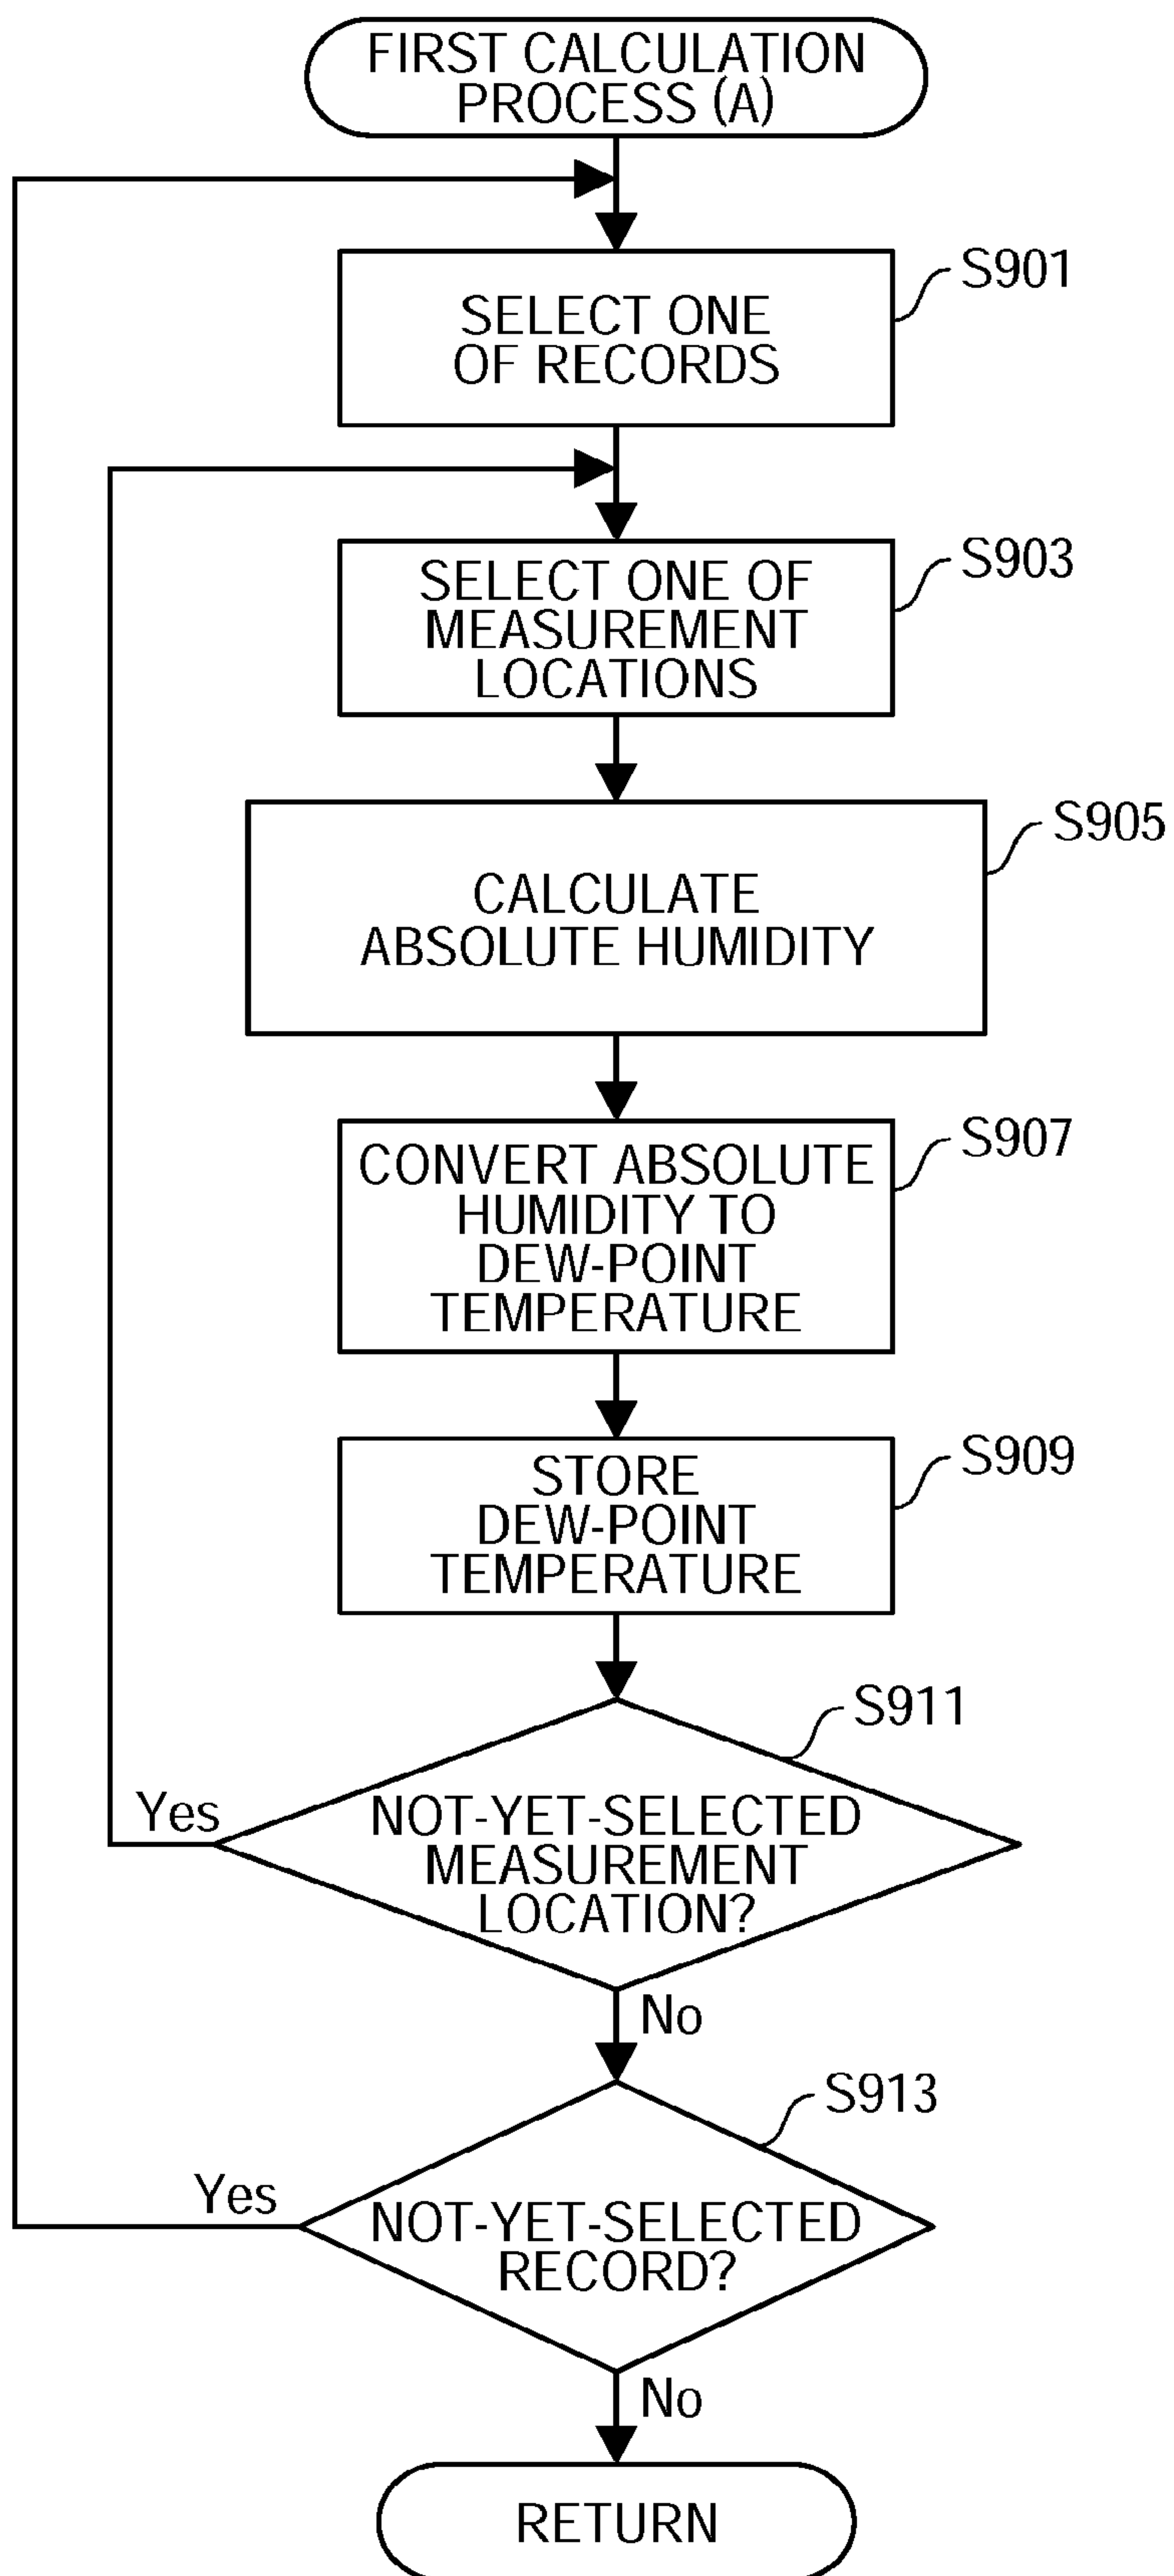 FIRST CALCULATION
PROCESS (A)
S901
SELECT ONE
OF RECORDS
S903
SELECT ONE OF
MEASUREMENT
LOCATIONS
S905
CALCULATE
ABSOLUTE HUMIDITY
S907
CONVERT ABSOLUTE
HUMIDITY TO
DEW-POINT
TEMPERATURE
S909
STORE
DEW-POINT
TEMPERATURE
S911
Yes
NOT-YET-SELECTED
MEASUREMENT
LOCATION?
No
S913
Yes
NOT-YET-SELECTED
RECORD?
No
RETURN